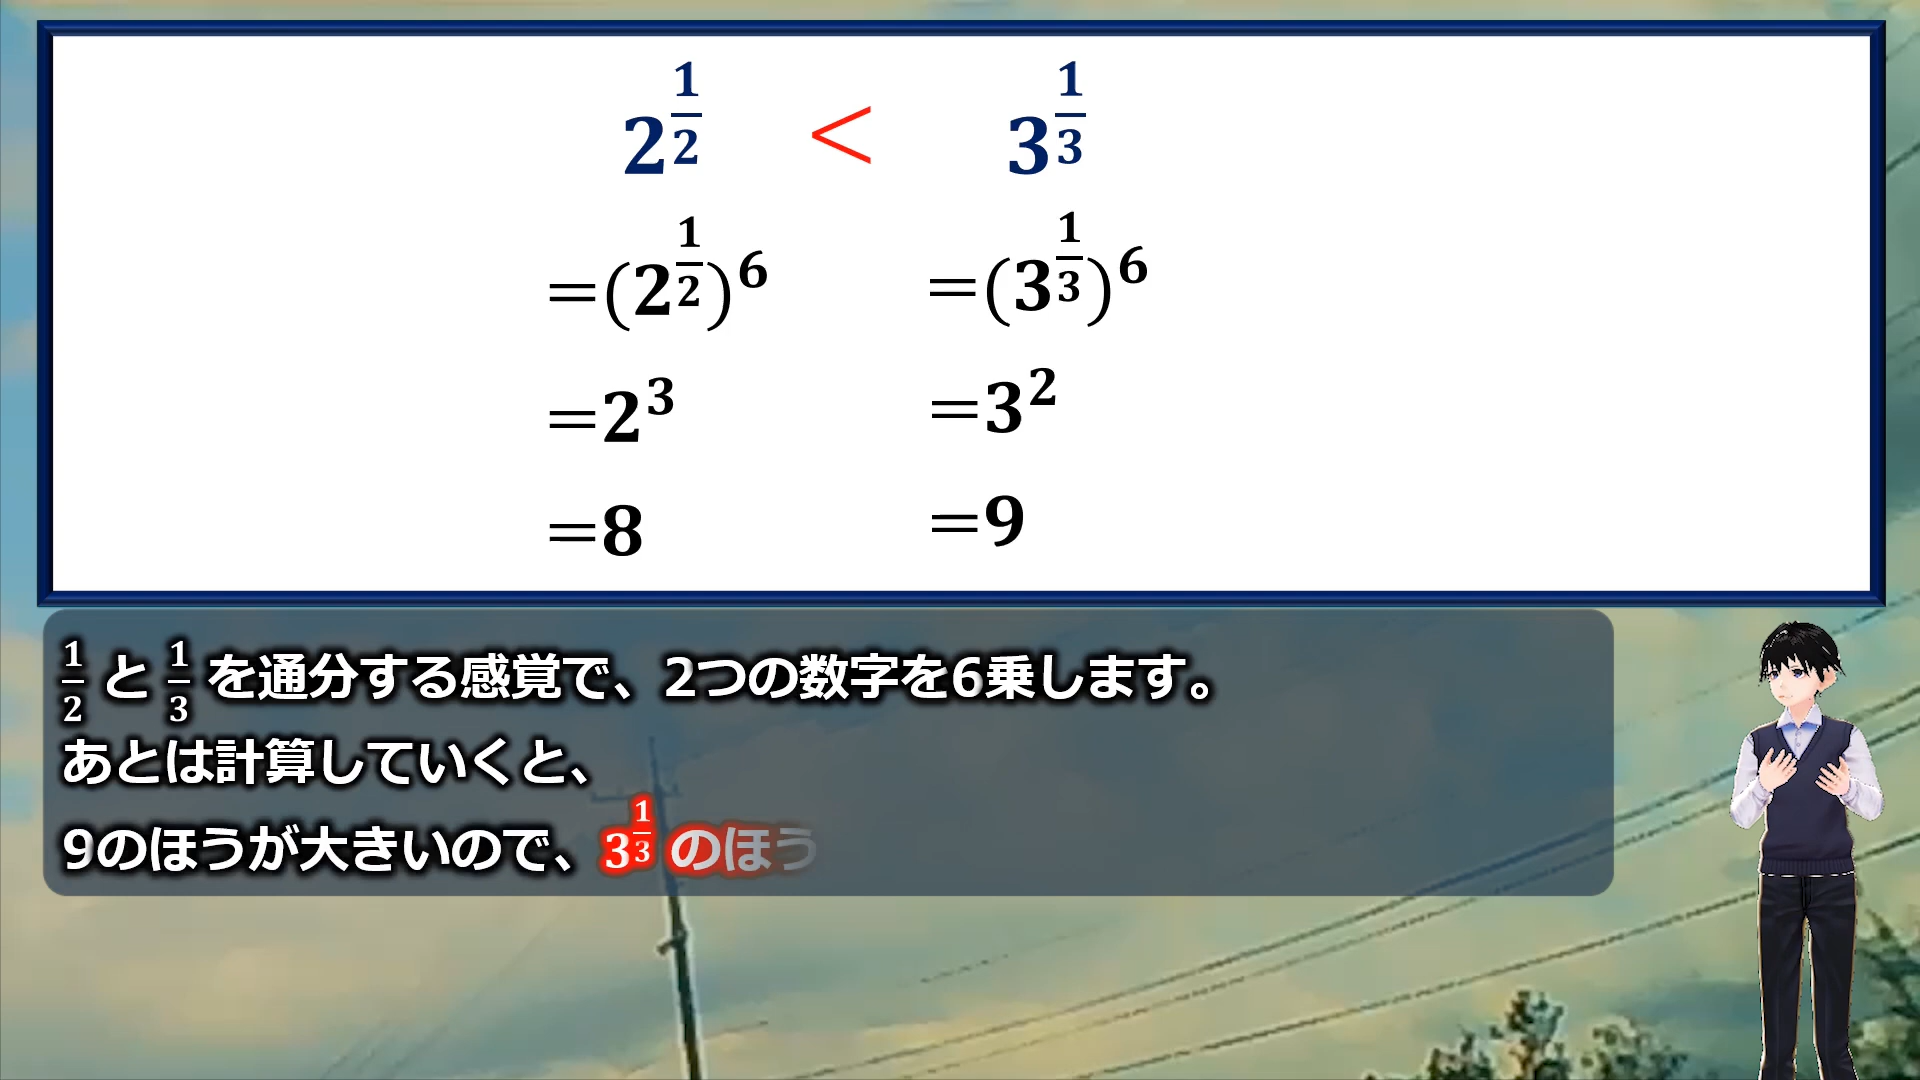 2^{1/2} < 3^{1/3}
=(2^{1/2})^6 =(3^{1/3})^6
=2^3 =3^2
=8 =9
1/2 と 1/3 を通分する感覚で、2つの数字を6乗します。
あとは計算していくと、
9のほうが大きいので、3^{1/3} のほう